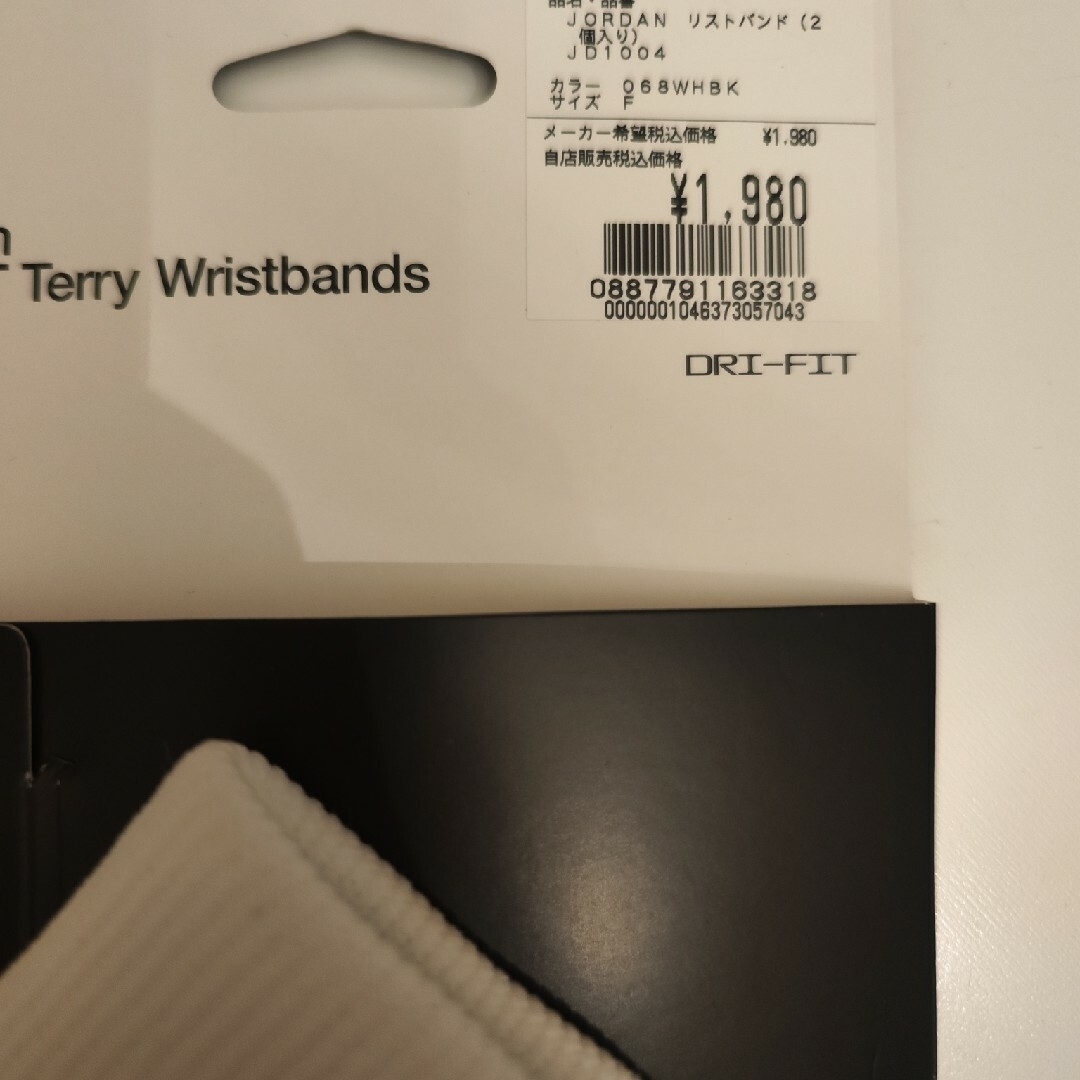 品名・品番
JORDAN リストバンド(2
個入り)
JD1004
カラー 068WHBK
サイズ F
メーカー希望税込価格 ¥1,980
自店販売税込価格
¥1,980
0887791163318
0000001046373057043
Terry Wristbands
DRI-FIT